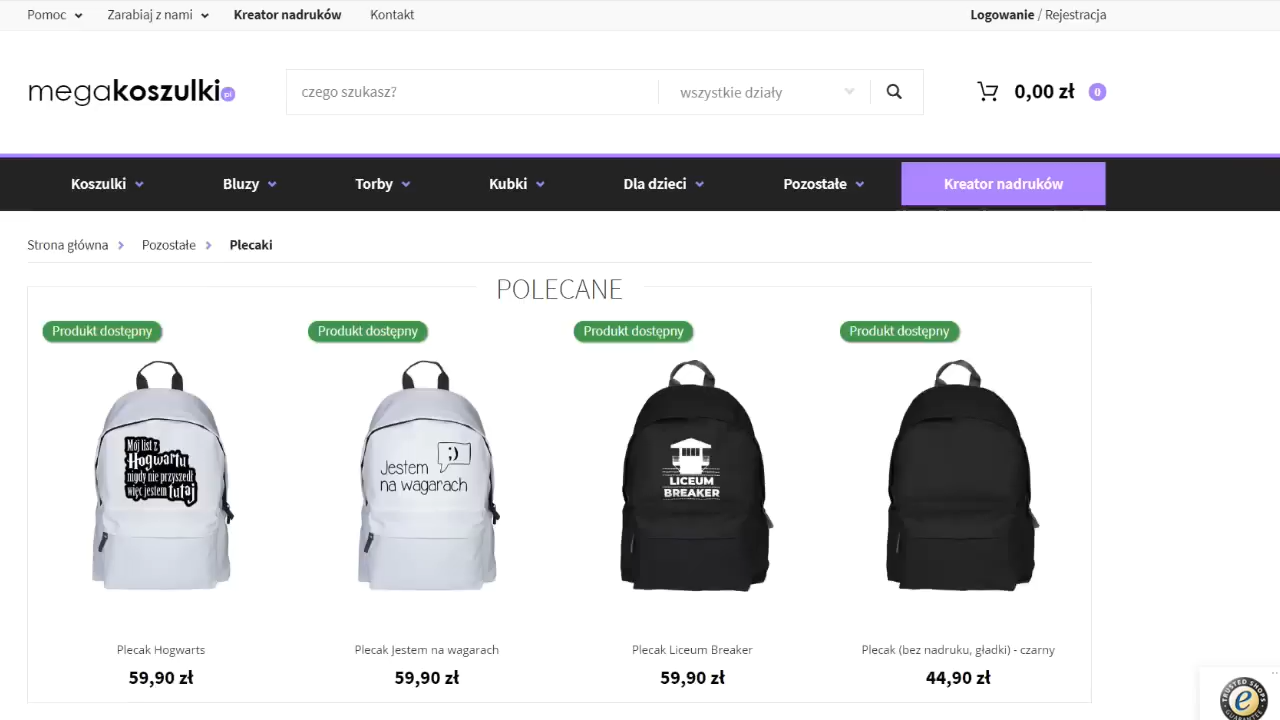 Pomoc
Zarabiaj z nami
Kreator nadruków
Kontakt
Logowanie / Rejestracja
megakoszulki.pl
czego szukasz?
wszystkie działy
0,00 zł
0
Koszulki
Bluzy
Torby
Kubki
Dla dzieci
Pozostałe
Kreator nadruków
Strona główna
Pozostałe
Plecaki
POLECANE
Produkt dostępny
Produkt dostępny
Produkt dostępny
Produkt dostępny
Mój list z
Hogwartu
nigdy nie przyszedł
więc jestem tutaj
;)
Jestem
na wagarach
LICEUM
BREAKER
Plecak Hogwarts
Plecak Jestem na wagarach
Plecak Liceum Breaker
Plecak (bez nadruku, gładki) - czarny
59,90 zł
59,90 zł
59,90 zł
44,90 zł
TRUSTED SHOPS
GUARANTEE
e